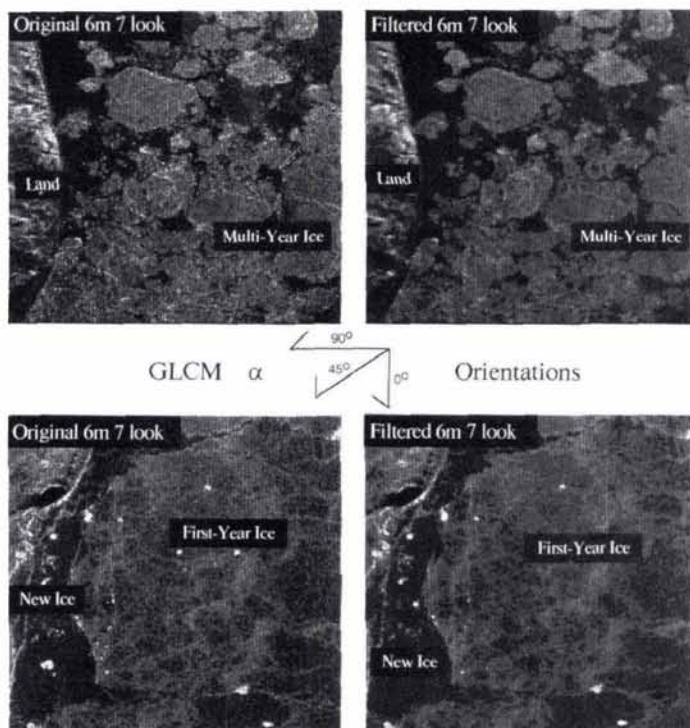 Original 6m 7 look
Filtered 6m 7 look
Land
Multi-Year Ice
Land
Multi-Year Ice
90°
45°
0°
GLCM α Orientations
Original 6m 7 look
Filtered 6m 7 look
First-Year Ice
First-Year Ice
New Ice
New Ice